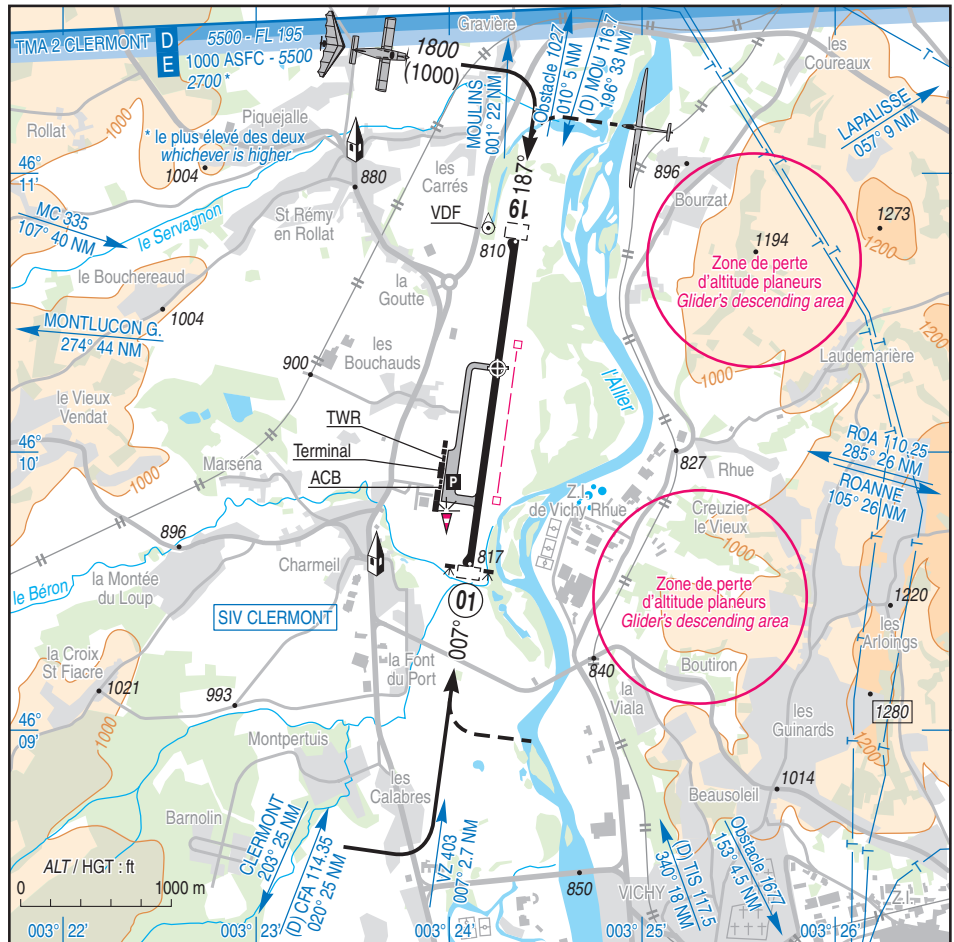 TMA 2 CLERMONT
D
E
5500 - FL 195
1000 ASFC - 5500
2700 *
* le plus élevé des deux
whichever is higher
1800
(1000)
Gravière
MOULINS
001° 22 NM
Obstacle 1027
010° 5 NM
(D) MOU 116.7
196° 33 NM
les
Coureaux
LAPALISSE
057° 9 NM
Rollat
1000
Piquejalle
1004
46°
11'
880
les
Carrés
VDF
810
187°
19
896
Bourzat
1273
1200
1194
Zone de perte
d'altitude planeurs
Glider's descending area
MC 335
107° 40 NM
le Servagnon
St Rémy
en Rollat
le Bouchereaud
la
Goutte
1004
MONTLUCON G.
274° 44 NM
les
Bouchauds
900
l'Allier
1000
1200
Laudemarière
le Vieux
Vendat
46°
10'
TWR
Terminal
ACB
P
Marsena
827
Rhue
ROA 110.25
285° 26 NM
ROANNE
105° 26 NM
Z.I.
de Vichy Rhue
Creuzier
le Vieux
1000
896
le Béron
la Montée
du Loup
Charmeil
817
01
007°
Zone de perte
d'altitude planeurs
Glider's descending area
1220
les
Arloings
SIV CLERMONT
la Croix
St Fiacre
1021
993
la Font
du Port
840
Boutiron
la
Viala
1280
les
Guinards
1200
46°
09'
1000
Montpertuis
les
Calabres
Beausoleil
1014
Barnolin
CLERMONT
203° 25 NM
(D) CFA 114.35
020° 25 NM
VZ 403
007° 2.7 NM
850
VICHY
(D) TIS 117.5
340° 18 NM
Obstacle 1677
153° 4.5 NM
Z.I.
ALT / HGT : ft
0 1000 m
003° 22' 003° 23' 003° 24' 003° 25' 003° 26'